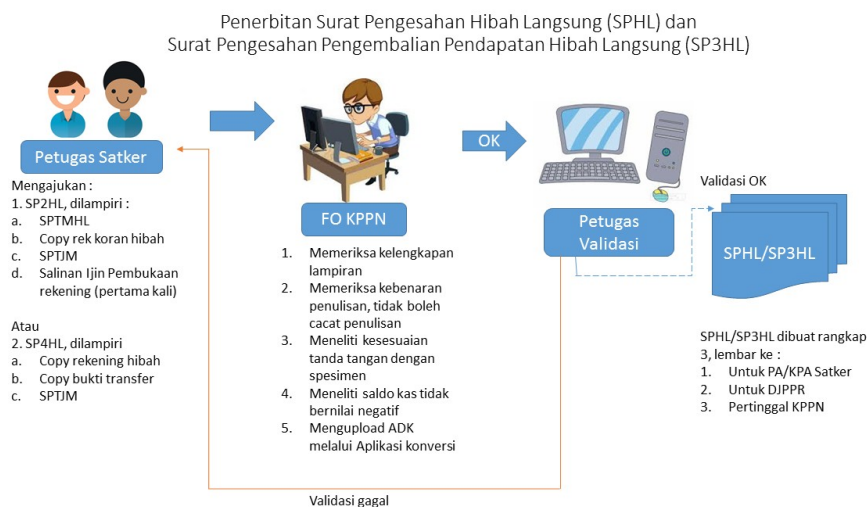 Penerbitan Surat Pengesahan Hibah Langsung (SPHL) dan
Surat Pengesahan Pengembalian Pendapatan Hibah Langsung (SP3HL)
Petugas Satker
Mengajukan :
1. SP2HL, dilampiri :
a. SPTMHL
b. Copy rek koran hibah
c. SPTJM
d. Salinan Ijin Pembukaan
rekening (pertama kali)
Atau
2. SP4HL, dilampiri
a. Copy rekening hibah
b. Copy bukti transfer
c. SPTJM
FO KPPN
1. Memeriksa kelengkapan
lampiran
2. Memeriksa kebenaran
penulisan, tidak boleh
cacat penulisan
3. Meneliti kesesuaian
tanda tangan dengan
spesimen
4. Meneliti saldo kas tidak
bernilai negatif
5. Mengupload ADK
melalui Aplikasi konversi
OK
Petugas
Validasi
Validasi OK
SPHL/SP3HL
SPHL/SP3HL dibuat rangkap
3, lembar ke :
1. Untuk PA/KPA Satker
2. Untuk DJPPR
3. Pertinggal KPPN
Validasi gagal